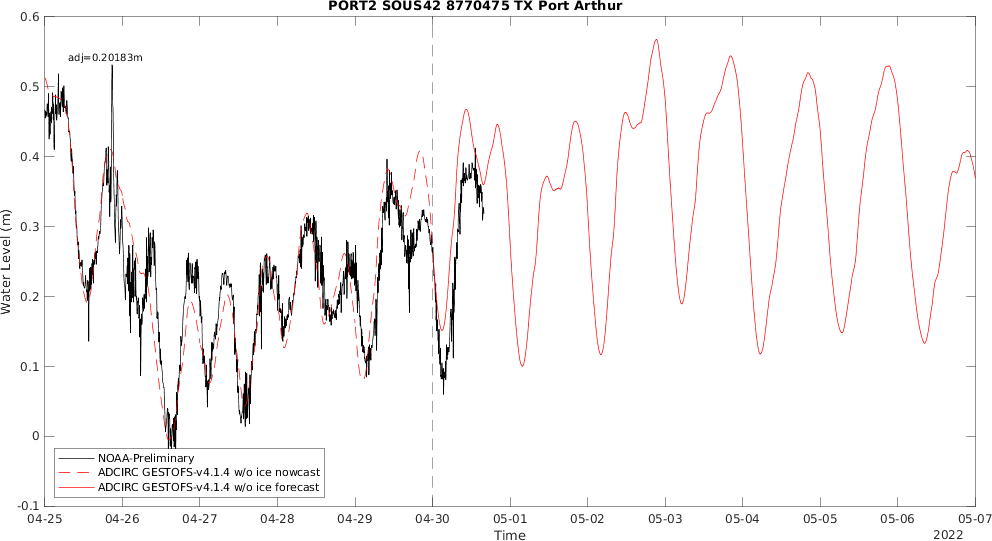 PORT2 SOUS42 8770475 TX Port Arthur
0.6
adj=0.20183m
0.5
0.4
0.3
0.2
0.1
0
-0.1
Water Level (m)
NOAA-Preliminary
ADCIRC GESTOFS-v4.1.4 w/o ice nowcast
ADCIRC GESTOFS-v4.1.4 w/o ice forecast
04-25 04-26 04-27 04-28 04-29 04-30 05-01 05-02 05-03 05-04 05-05 05-06 05-07
Time
2022